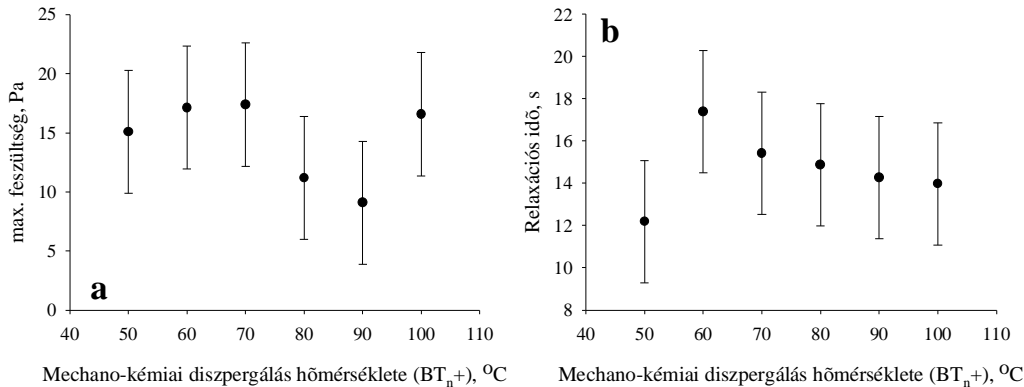 a
max. feszültség, Pa
25
20
15
10
5
0
40 50 60 70 80 90 100 110
Mechano-kémiai diszpergálás hõmérséklete (BTn+), OC
b
Relaxációs idõ, s
22
20
18
16
14
12
10
8
40 50 60 70 80 90 100 110
Mechano-kémiai diszpergálás hõmérséklete (BTn+), OC